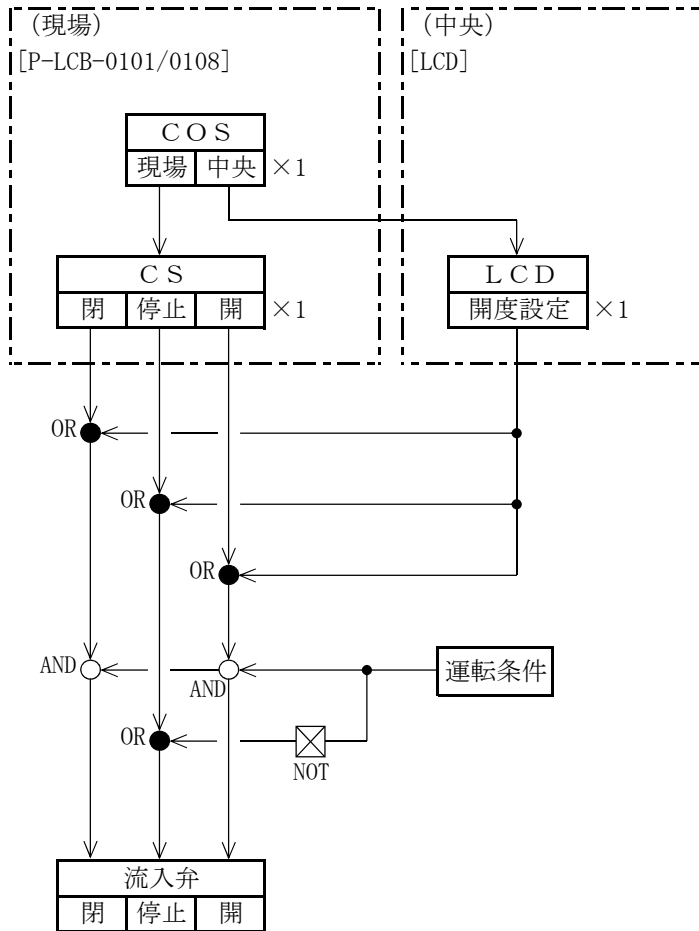 （現場）
[P-LCB-0101/0108]
（中央）
[LCD]
ＣＯＳ
現場 中央 ×1
ＣＳ
閉 停止 開 ×1
ＬＣＤ
開度設定 ×1
OR
OR
OR
AND
AND
運転条件
OR
NOT
流入弁
閉 停止 開